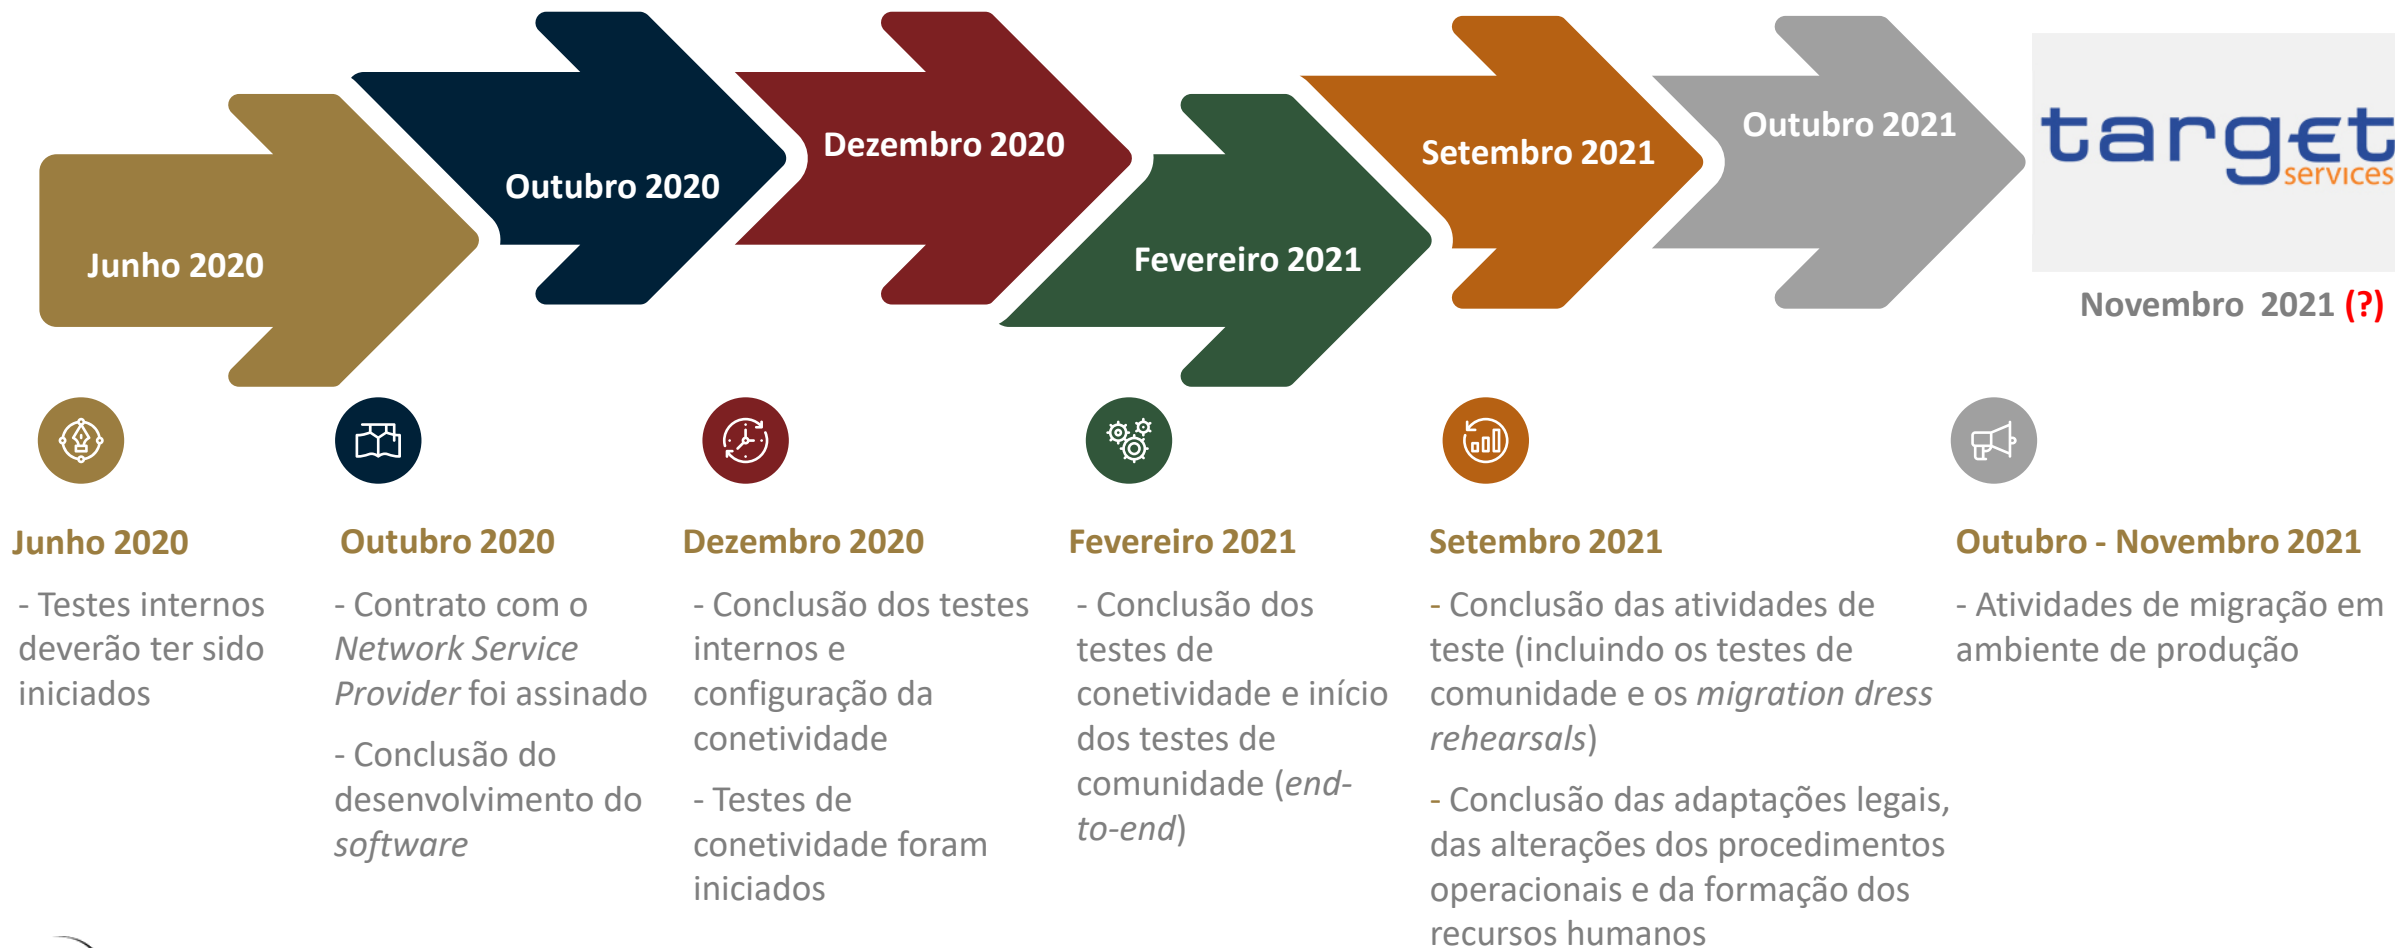 Junho 2020
Outubro 2020
Dezembro 2020
Fevereiro 2021
Setembro 2021
Outubro 2021
target
services
Novembro 2021 (?)
Junho 2020
- Testes internos
deverão ter sido
iniciados
Outubro 2020
- Contrato com o
Network Service
Provider foi assinado
- Conclusão do
desenvolvimento do
software
Dezembro 2020
- Conclusão dos testes
internos e
configuração da
conetividade
- Testes de
conetividade foram
iniciados
Fevereiro 2021
- Conclusão dos
testes de
conetividade e início
dos testes de
comunidade (end-
to-end)
Setembro 2021
- Conclusão das atividades de
teste (incluindo os testes de
comunidade e os migration dress
rehearsals)
- Conclusão das adaptações legais,
das alterações dos procedimentos
operacionais e da formação dos
recursos humanos
Outubro - Novembro 2021
- Atividades de migração em
ambiente de produção